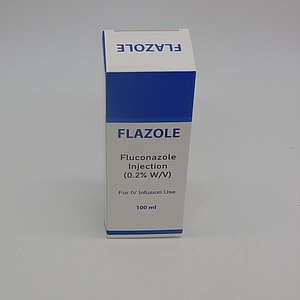 FLAZOLE
FLAZOLE
Fluconazole
Injection
(0.2% W/V)
For IV Infusion Use
100 ml